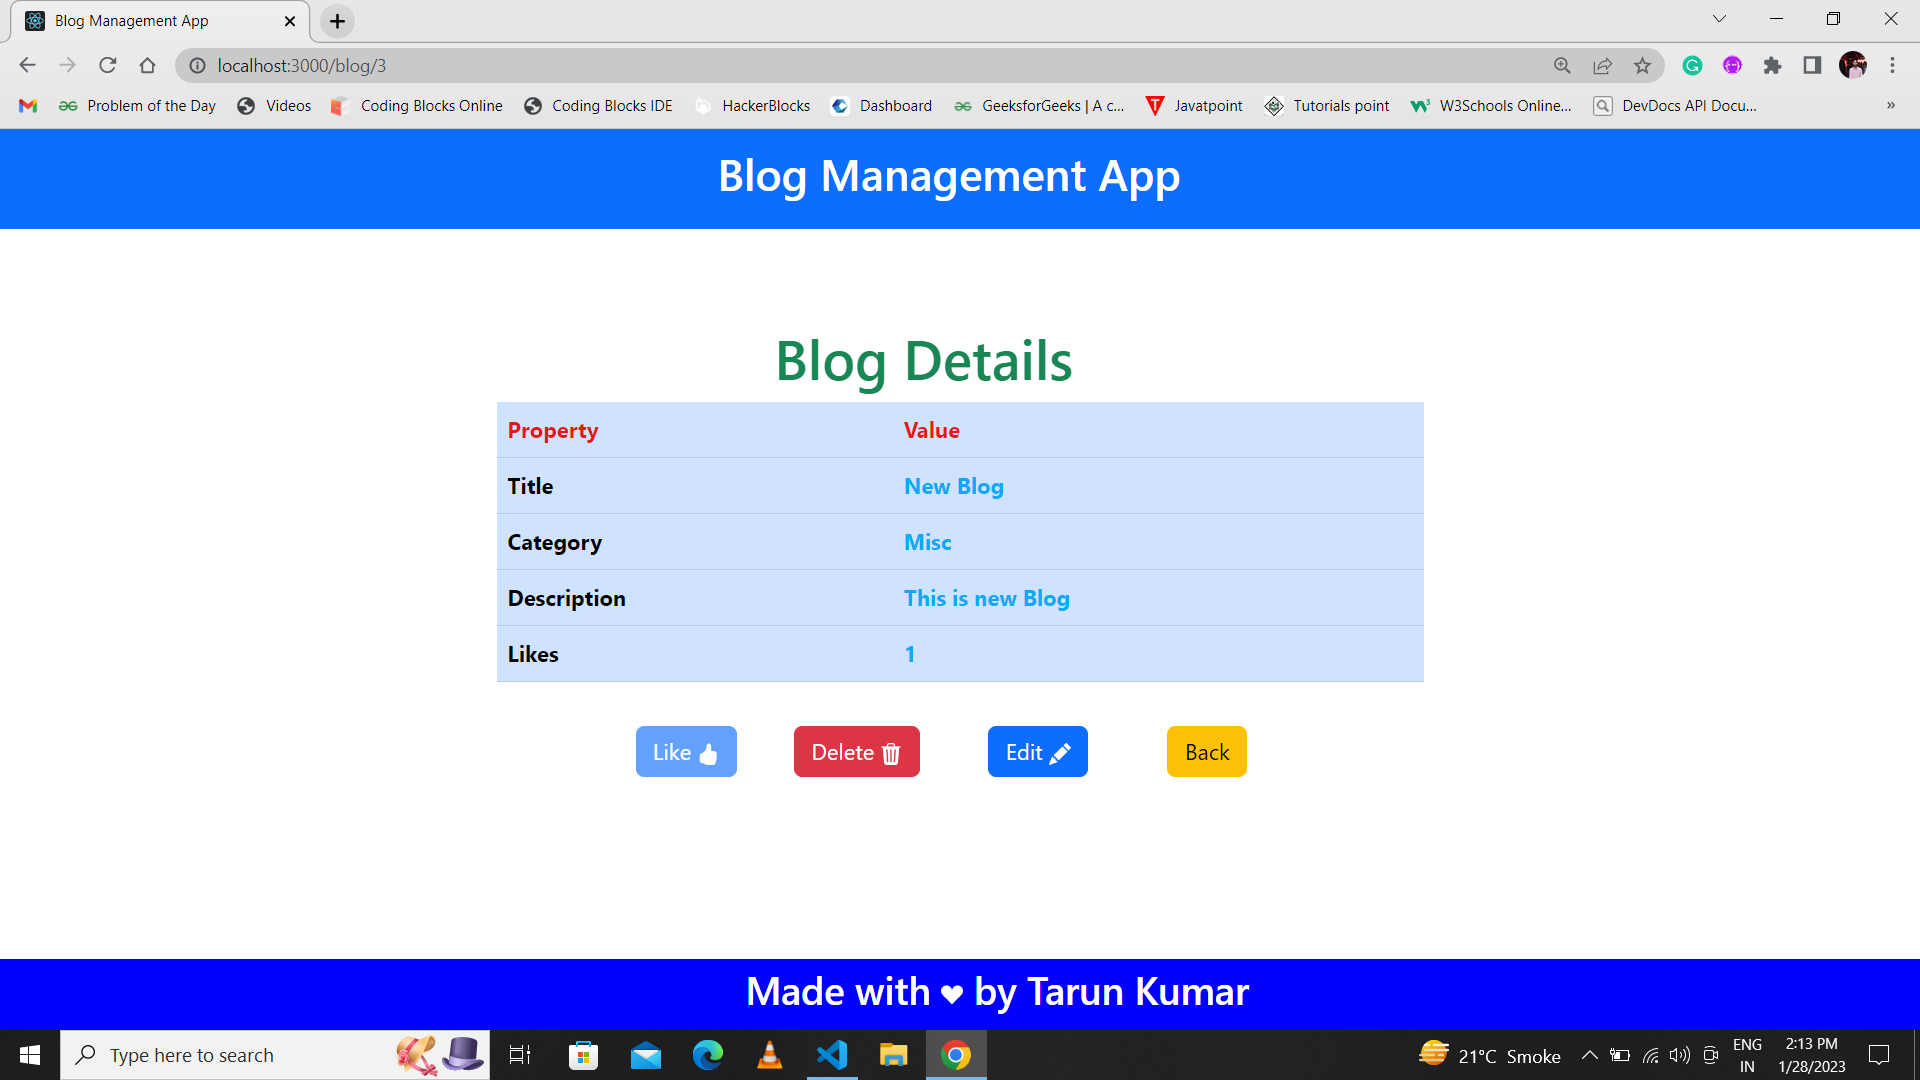 Blog Management App
localhost:3000/blog/3
Problem of the Day Videos Coding Blocks Online Coding Blocks IDE HackerBlocks Dashboard GeeksforGeeks | A c... Javatpoint Tutorials point W3Schools Online... DevDocs API Docu... »
Blog Management App
Blog Details
Property Value
Title New Blog
Category Misc
Description This is new Blog
Likes 1
Like Delete Edit Back
Made with ❤ by Tarun Kumar
Type here to search
21°C Smoke
ENG
IN
2:13 PM
1/28/2023